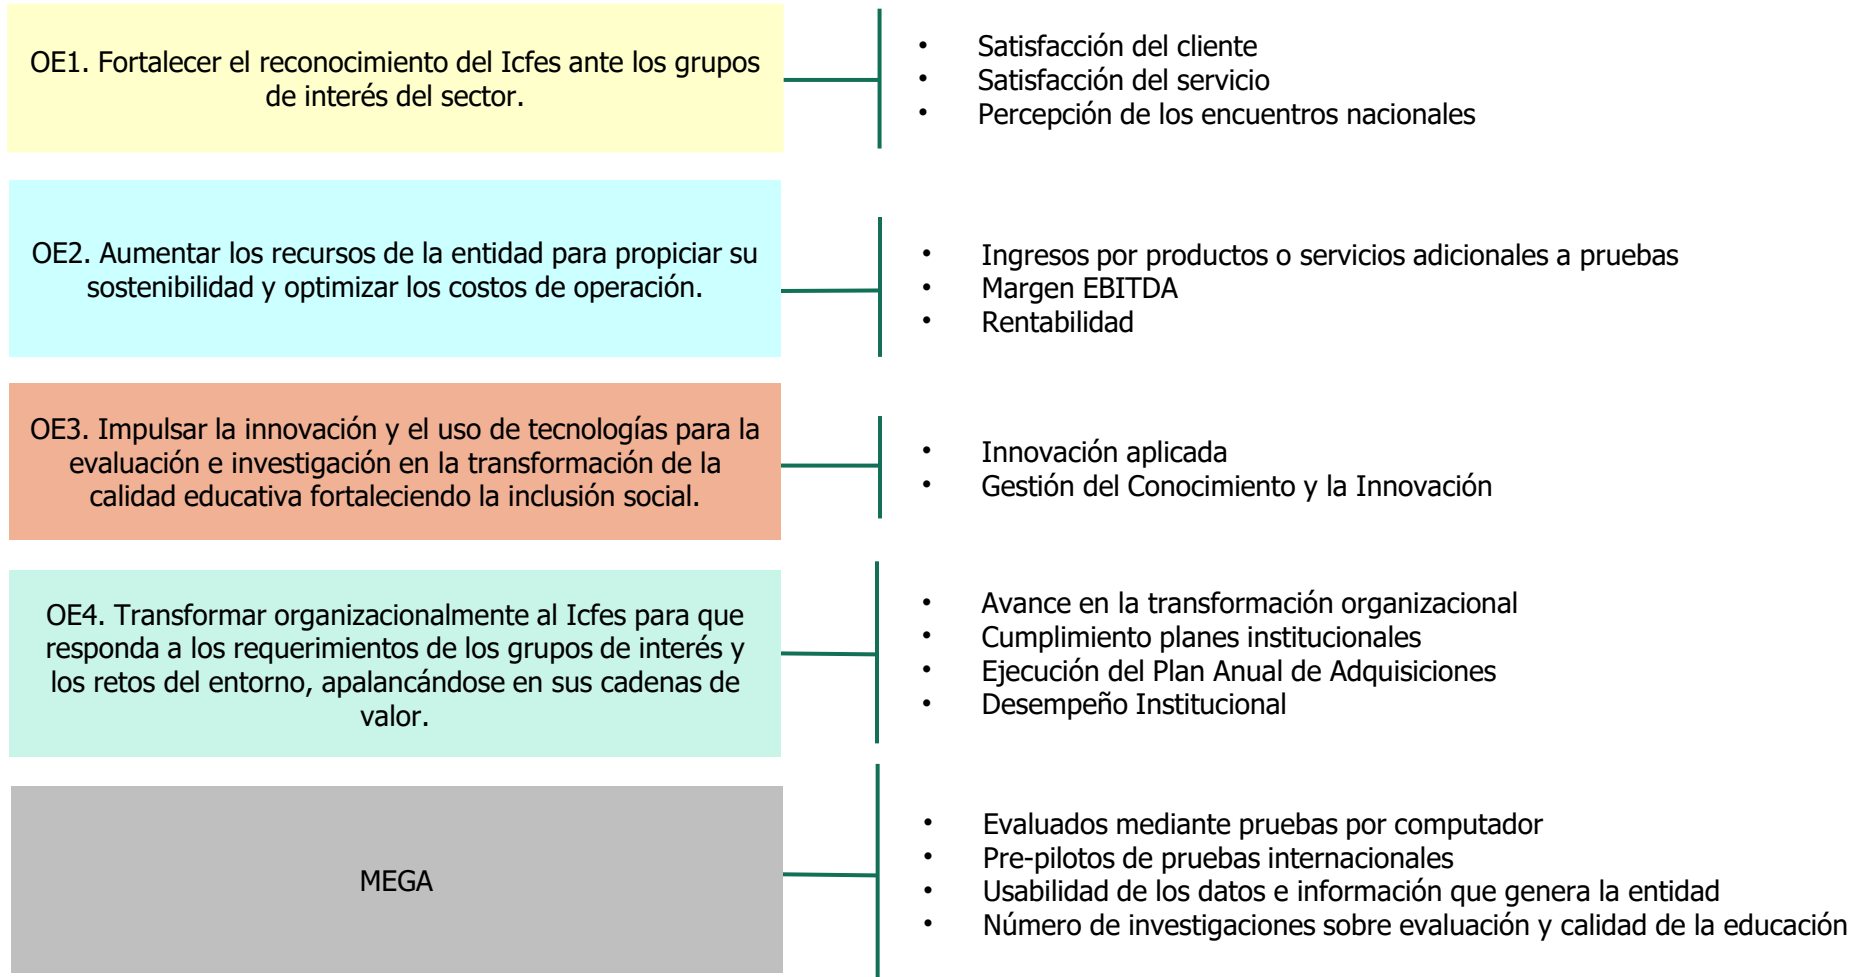 OE1. Fortalecer el reconocimiento del Icfes ante los grupos
de interés del sector.
• Satisfacción del cliente
• Satisfacción del servicio
• Percepción de los encuentros nacionales
OE2. Aumentar los recursos de la entidad para propiciar su
sostenibilidad y optimizar los costos de operación.
• Ingresos por productos o servicios adicionales a pruebas
• Margen EBITDA
• Rentabilidad
OE3. Impulsar la innovación y el uso de tecnologías para la
evaluación e investigación en la transformación de la
calidad educativa fortaleciendo la inclusión social.
• Innovación aplicada
• Gestión del Conocimiento y la Innovación
OE4. Transformar organizacionalmente al Icfes para que
responda a los requerimientos de los grupos de interés y
los retos del entorno, apalancándose en sus cadenas de
valor.
• Avance en la transformación organizacional
• Cumplimiento planes institucionales
• Ejecución del Plan Anual de Adquisiciones
• Desempeño Institucional
MEGA
• Evaluados mediante pruebas por computador
• Pre-pilotos de pruebas internacionales
• Usabilidad de los datos e información que genera la entidad
• Número de investigaciones sobre evaluación y calidad de la educación